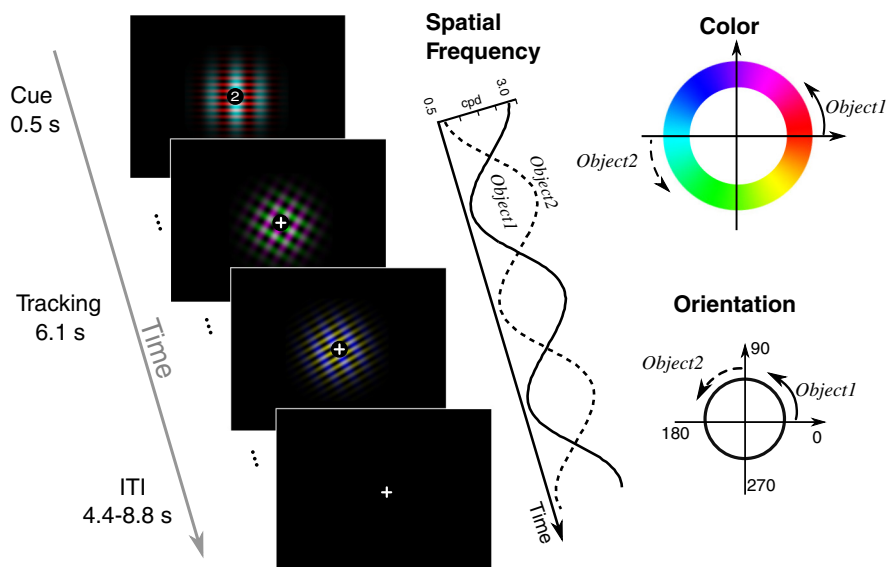 Cue
0.5 s
2
Tracking
6.1 s
Time
ITI
4.4-8.8 s
Spatial
Frequency
0.5
cpd
3.0
Object1
Object2
Time
Color
Object1
Object2
Orientation
90
Object2
Object1
180
0
270